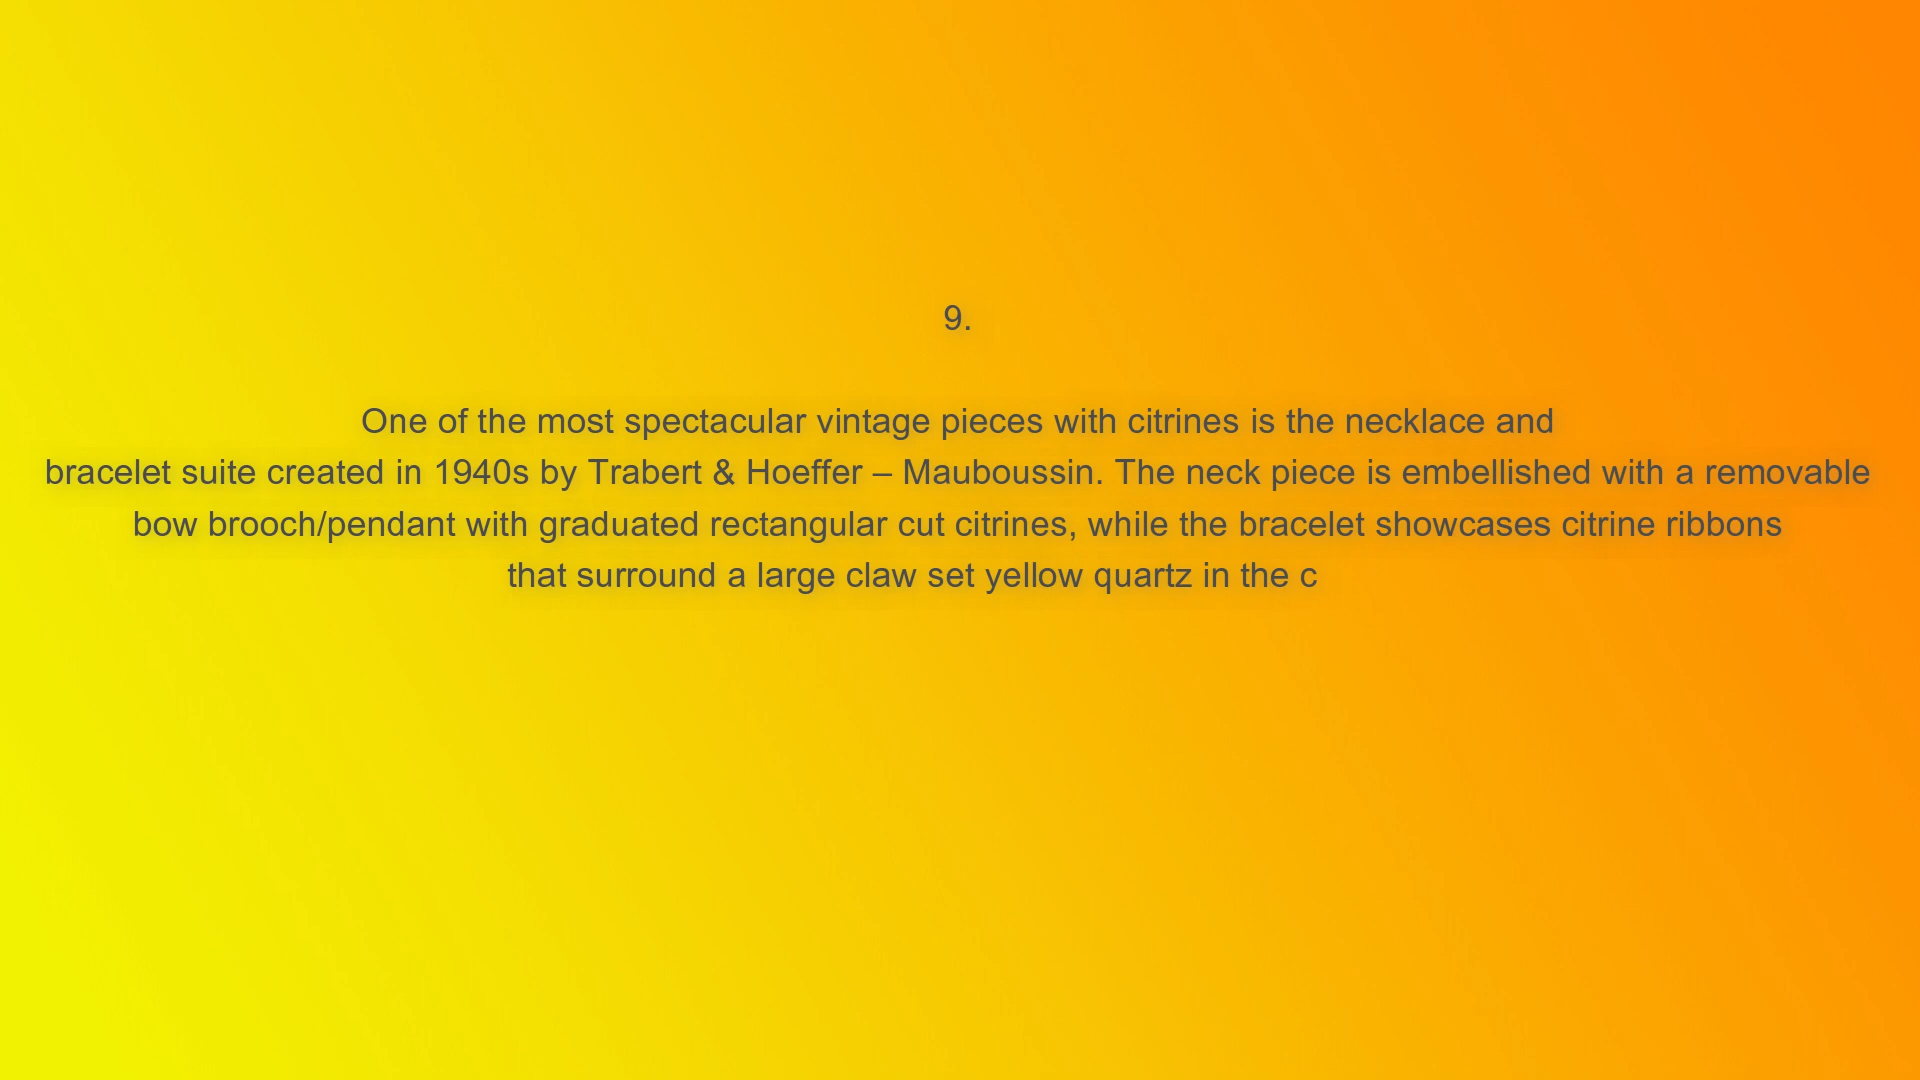 9.
One of the most spectacular vintage pieces with citrines is the necklace and
bracelet suite created in 1940s by Trabert & Hoeffer – Mauboussin. The neck piece is embellished with a removable
bow brooch/pendant with graduated rectangular cut citrines, while the bracelet showcases citrine ribbons
that surround a large claw set yellow quartz in the c